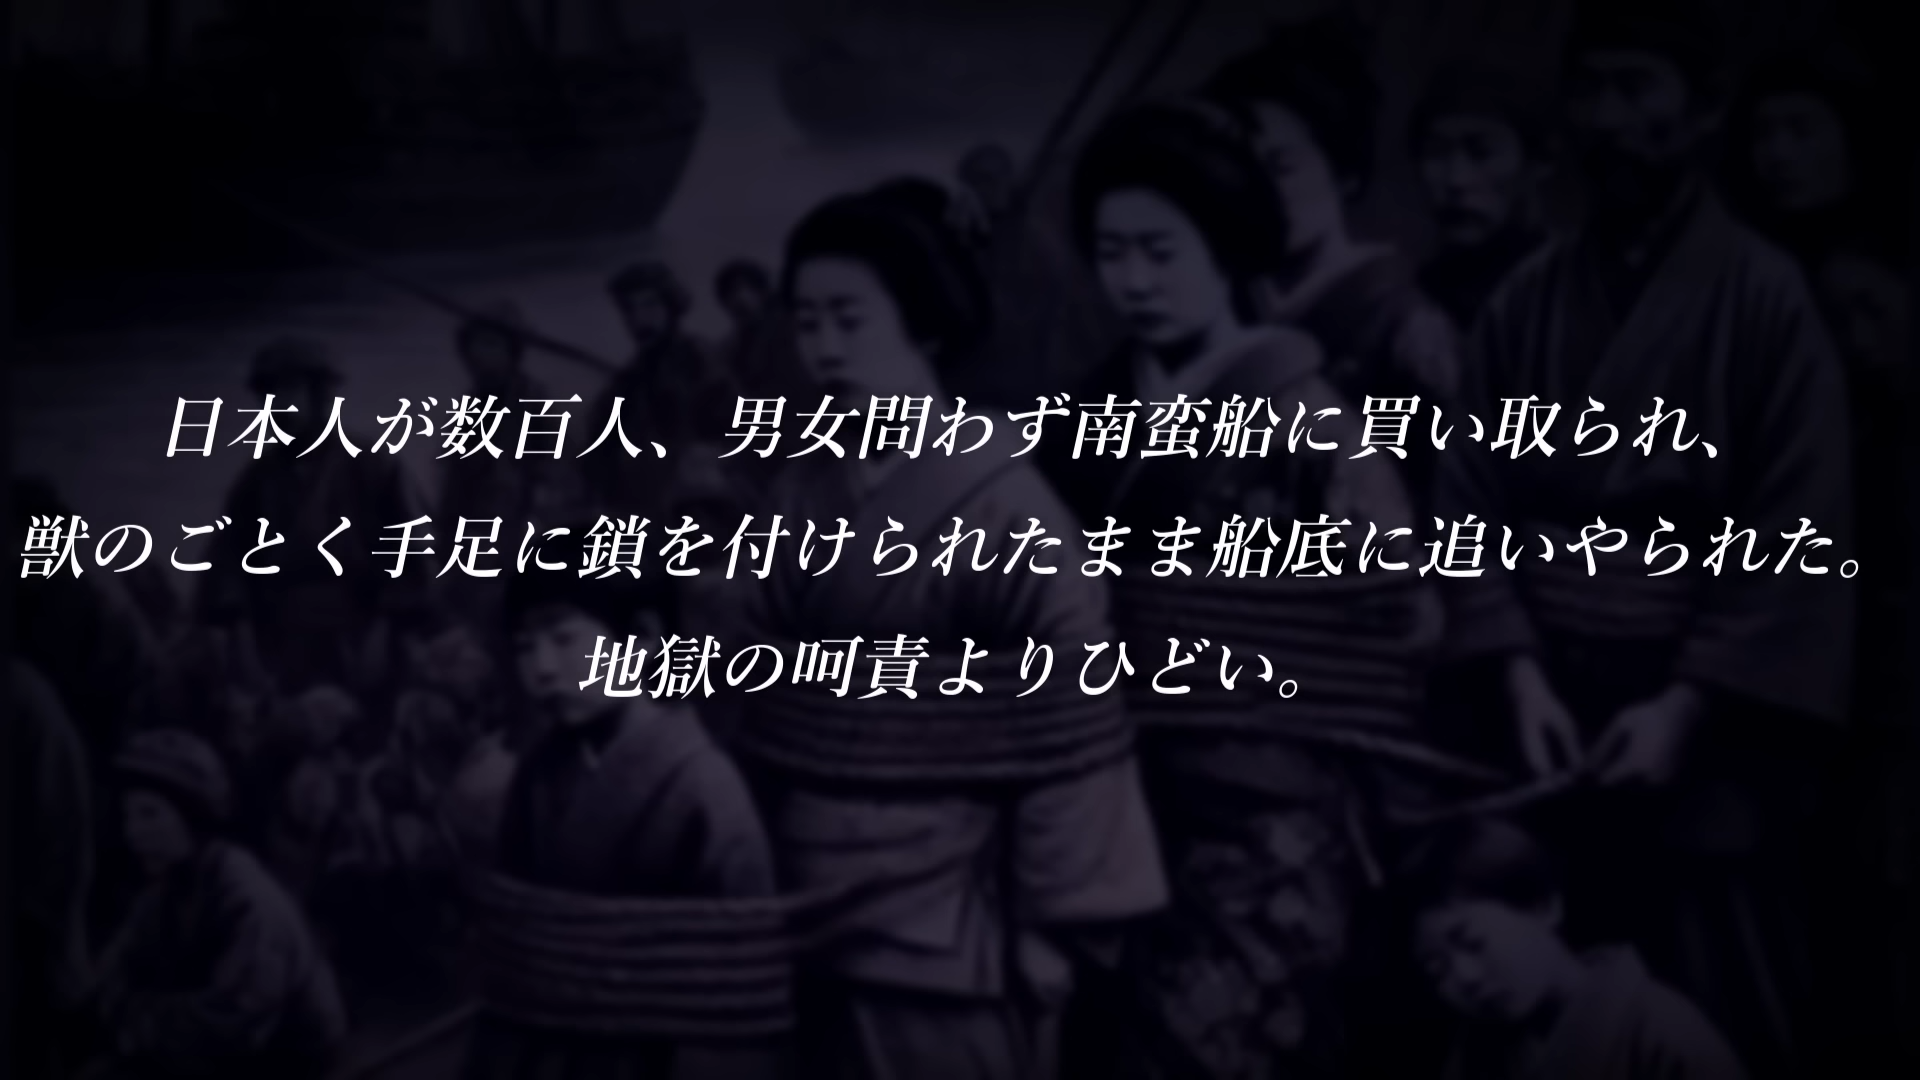 日本人が数百人、男女問わず南蛮船に買い取られ、
獣のごとく手足に鎖を付けられたまま船底に追いやられた。
地獄の呵責よりひどい。